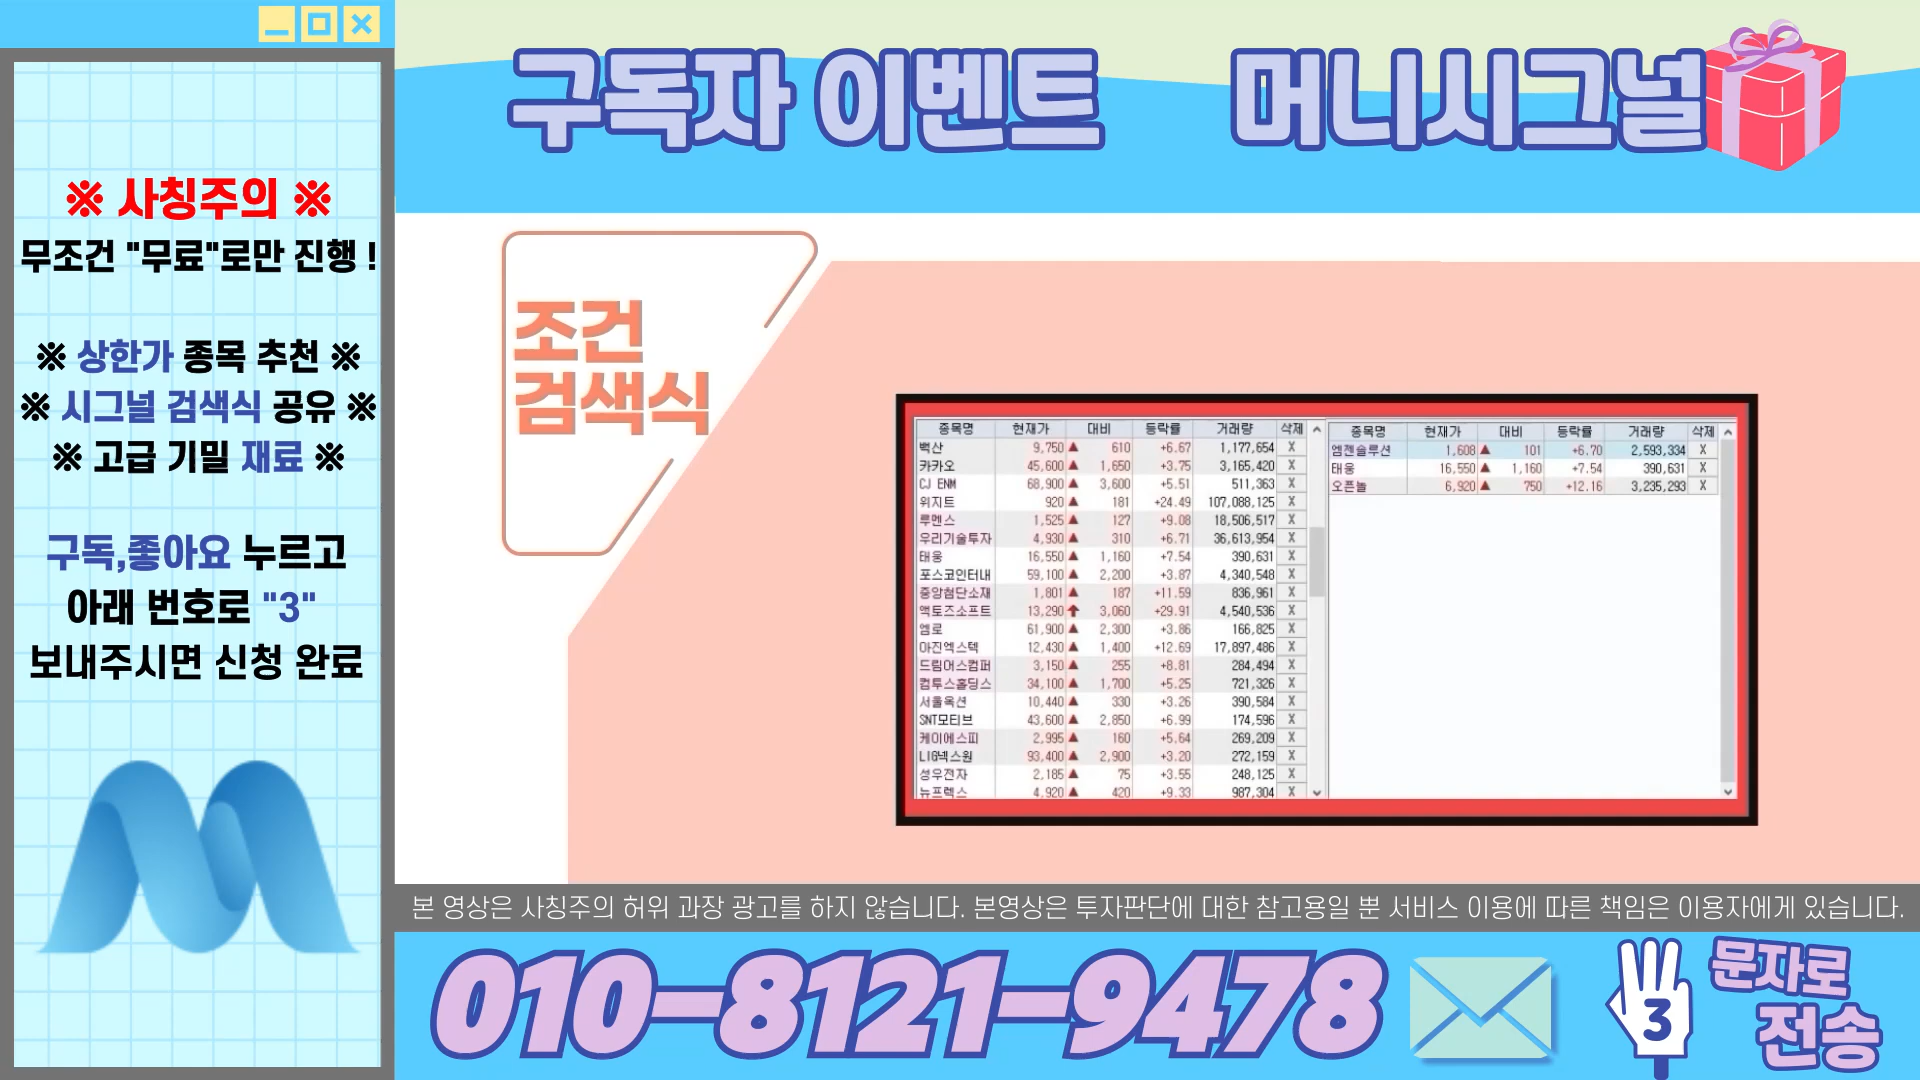 구독자 이벤트 머니시그널
※ 사칭주의 ※
무조건 "무료"로만 진행 !
※ 상한가 종목 추천 ※
※ 시그널 검색식 공유 ※
※ 고급 기밀 재료 ※
구독,좋아요 누르고
아래 번호로 "3"
보내주시면 신청 완료
조건
검색식
종목명 현재가 대비 등락률 거래량 삭제
백산 9,750 ▲ 610 +6.67 1,177,654 X
카카오 45,600 ▲ 1,650 +3.75 3,165,420 X
CJ ENM 68,900 ▲ 3,600 +5.51 511,363 X
위지트 920 ▲ 181 +24.49 107,088,125 X
루멘스 1,525 ▲ 127 +9.08 18,506,517 X
우리기술투자 4,930 ▲ 310 +6.71 36,613,954 X
태웅 16,550 ▲ 1,160 +7.54 390,631 X
포스코인터내 59,100 ▲ 2,200 +3.87 4,340,548 X
중앙첨단소재 1,801 ▲ 187 +11.59 836,961 X
액토즈소프트 13,290 ↑ 3,060 +29.91 4,540,536 X
엠로 61,900 ▲ 2,300 +3.86 166,825 X
아진엑스텍 12,430 ▲ 1,400 +12.69 17,897,486 X
드림어스컴퍼 3,150 ▲ 255 +8.81 284,494 X
컴투스홀딩스 34,100 ▲ 1,700 +5.25 721,326 X
서울옥션 10,440 ▲ 330 +3.26 390,584 X
SNT모티브 43,600 ▲ 2,850 +6.99 174,596 X
케이에스피 2,995 ▲ 160 +5.64 269,209 X
LIG넥스원 93,400 ▲ 2,900 +3.20 272,159 X
성우전자 2,185 ▲ 75 +3.55 248,125 X
뉴프렉스 4,920 ▲ 420 +9.33 987,304 X
종목명 현재가 대비 등락률 거래량 삭제
엠젠솔루션 1,608 ▲ 101 +6.70 2,593,334 X
태웅 16,550 ▲ 1,160 +7.54 390,631 X
오픈놀 6,920 ▲ 750 +12.16 3,235,293 X
본 영상은 사칭주의 허위 과장 광고를 하지 않습니다. 본영상은 투자판단에 대한 참고용일 뿐 서비스 이용에 따른 책임은 이용자에게 있습니다.
010-8121-9478
3
문자로
전송